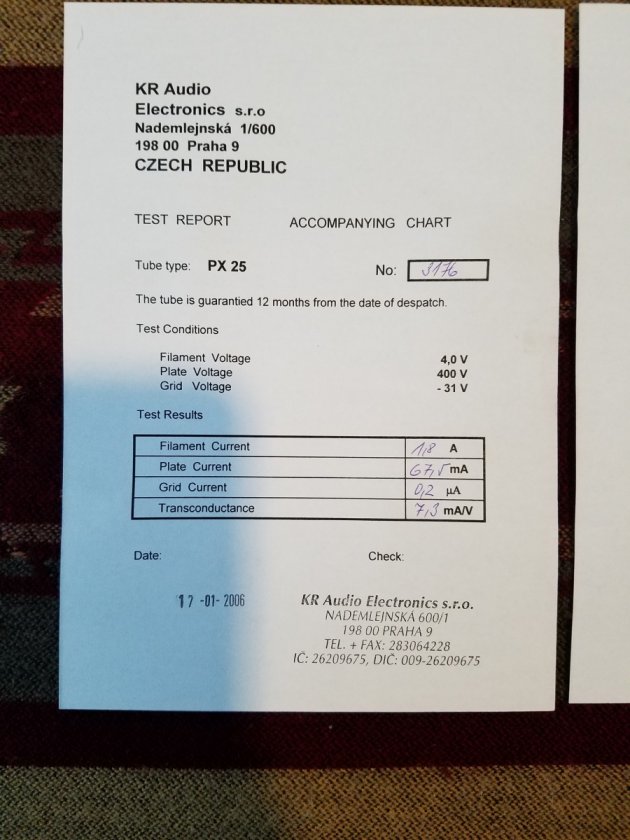 KR Audio
Electronics s.r.o
Nademlejnská 1/600
198 00 Praha 9
CZECH REPUBLIC
TEST REPORT ACCOMPANYING CHART
Tube type: PX 25 No: 3176
The tube is guarantied 12 months from the date of despatch.
Test Conditions
Filament Voltage 4,0 V
Plate Voltage 400 V
Grid Voltage - 31 V
Test Results
Filament Current 1,8 A
Plate Current 67,5 mA
Grid Current 0,2 µA
Transconductance 7,3 mA/V
Date: Check:
17 -01- 2006
KR Audio Electronics s.r.o.
NADEMLEJNSKÁ 600/1
198 00 PRAHA 9
TEL. + FAX: 283064228
IČ: 26209675, DIČ: 009-26209675